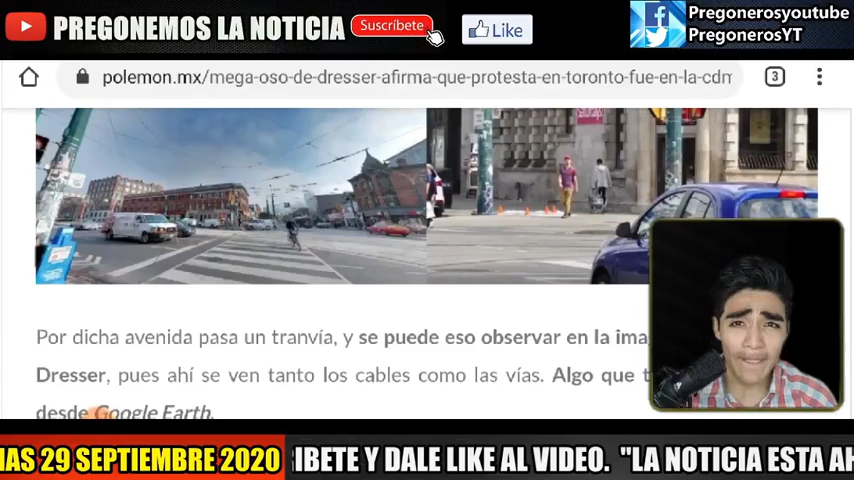 PREGONEMOS LA NOTICIA
Suscríbete
Like
Pregonerosyoutube
PregonerosYT
polemon.mx/mega-oso-de-dresser-afirma-que-protesta-en-toronto-fue-en-la-cdm
3
Por dicha avenida pasa un tranvía, y se puede eso observar en la ima
Dresser, pues ahí se ven tanto los cables como las vías. Algo que t
desde Google Earth.
IAS 29 SEPTIEMBRE 2020
IBETE Y DALE LIKE AL VIDEO. "LA NOTICIA ESTA AH